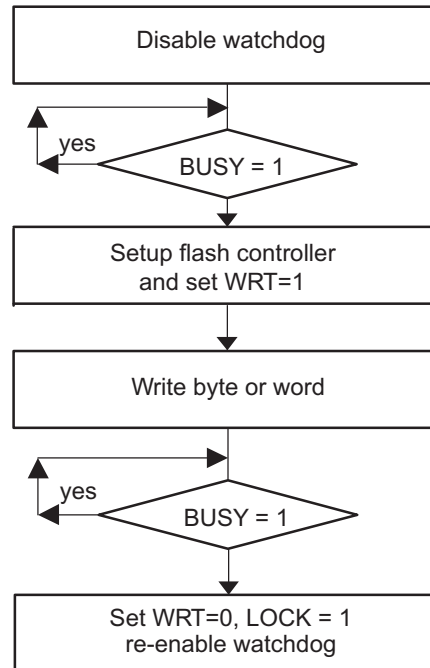 Disable watchdog
yes
BUSY = 1
Setup flash controller
and set WRT=1
Write byte or word
yes
BUSY = 1
Set WRT=0, LOCK = 1
re-enable watchdog